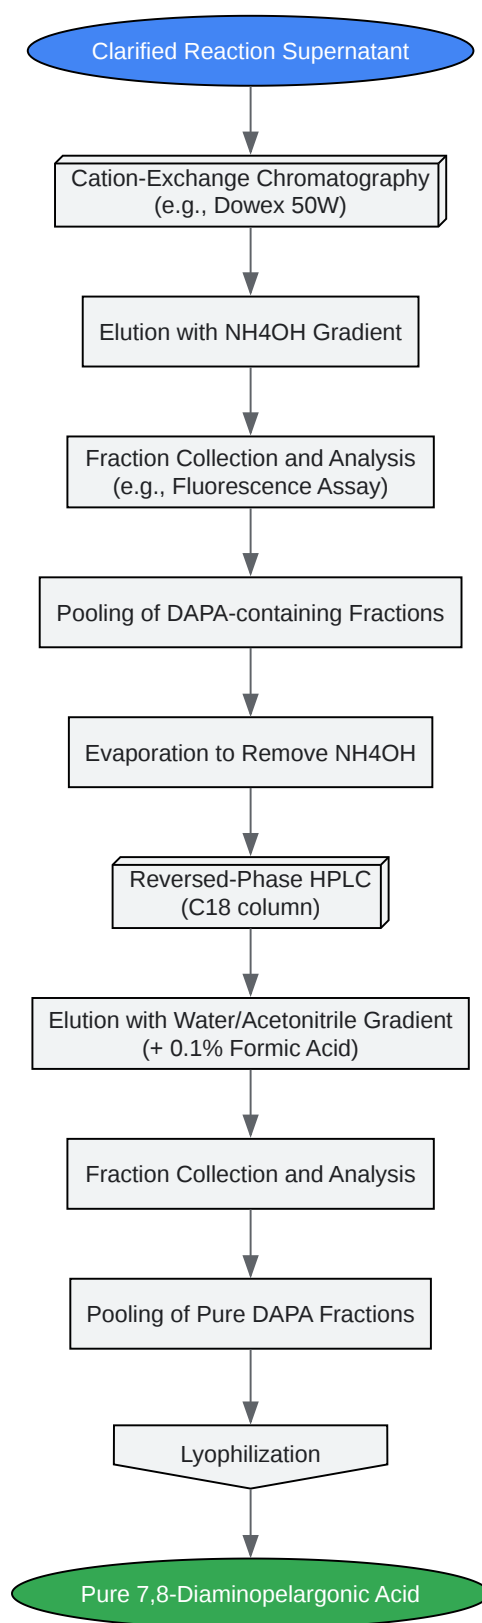 Clarified Reaction Supernatant
Cation-Exchange Chromatography
(e.g., Dowex 50W)
Elution with NH4OH Gradient
Fraction Collection and Analysis
(e.g., Fluorescence Assay)
Pooling of DAPA-containing Fractions
Evaporation to Remove NH4OH
Reversed-Phase HPLC
(C18 column)
Elution with Water/Acetonitrile Gradient
(+ 0.1% Formic Acid)
Fraction Collection and Analysis
Pooling of Pure DAPA Fractions
Lyophilization
Pure 7,8-Diaminopelargonic Acid